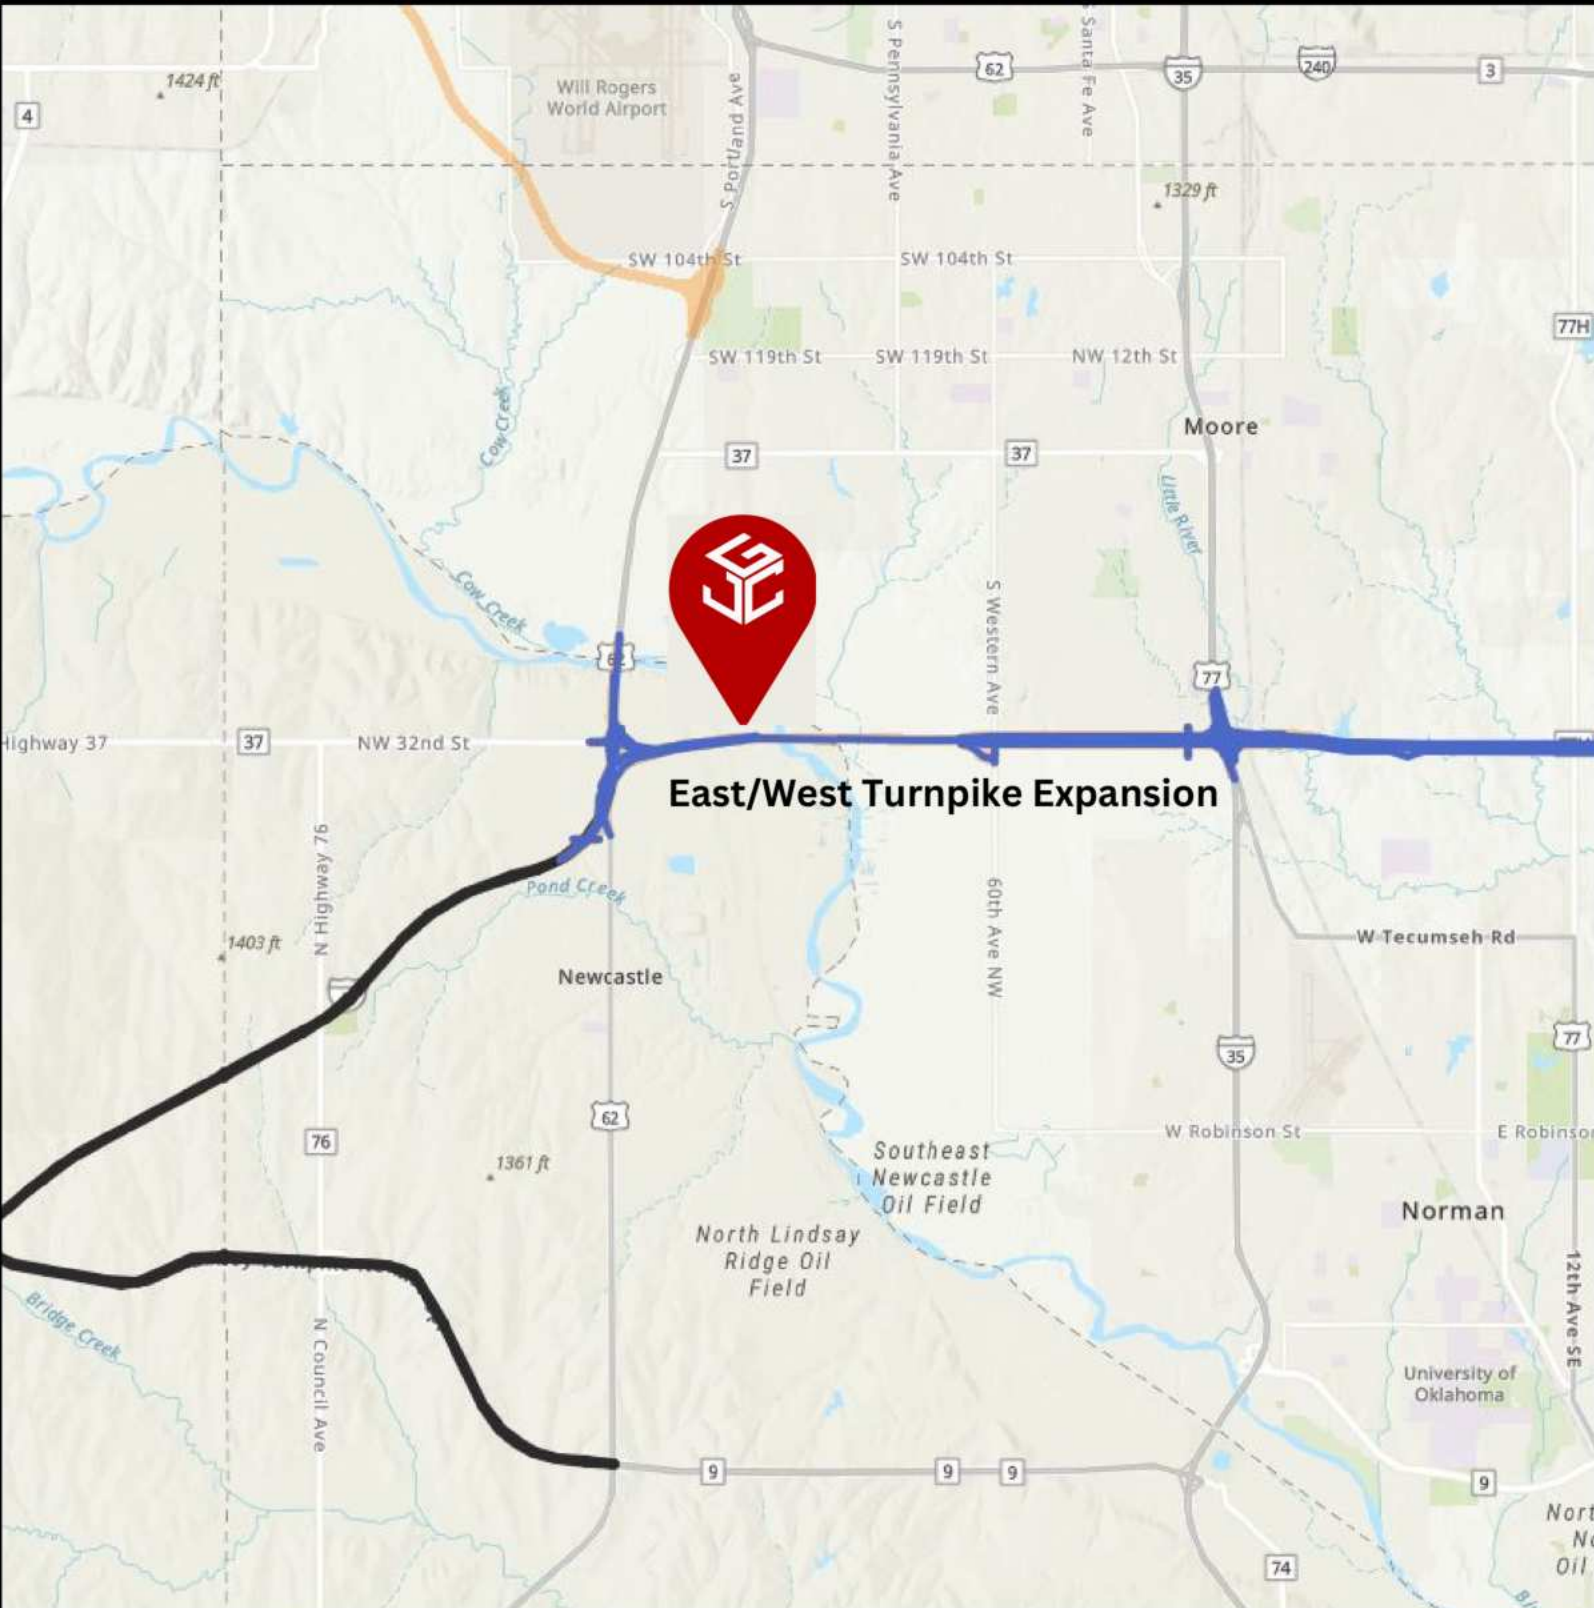 62
35
240
3
S Pennsylvania Ave
S Santa Fe Ave
1424 ft
4
Will Rogers
World Airport
S Portland Ave
1329 ft
SW 104th St
SW 104th St
77H
SW 119th St
SW 119th St
NW 12th St
Cow Creek
Moore
37
37
Little River
GJC
Cow Creek
S Western Ave
62
77
Highway 37
37
NW 32nd St
East/West Turnpike Expansion
N Highway 76
Pond Creek
60th Ave NW
1403 ft
W Tecumseh Rd
Newcastle
77
35
62
76
W Robinson St
E Robinson
1361 ft
Southeast
Newcastle
Oil Field
Norman
North Lindsay
Ridge Oil
Field
12th Ave SE
Bridge Creek
N Council Ave
University of
Oklahoma
9
9
9
9
Nort
Oil
74